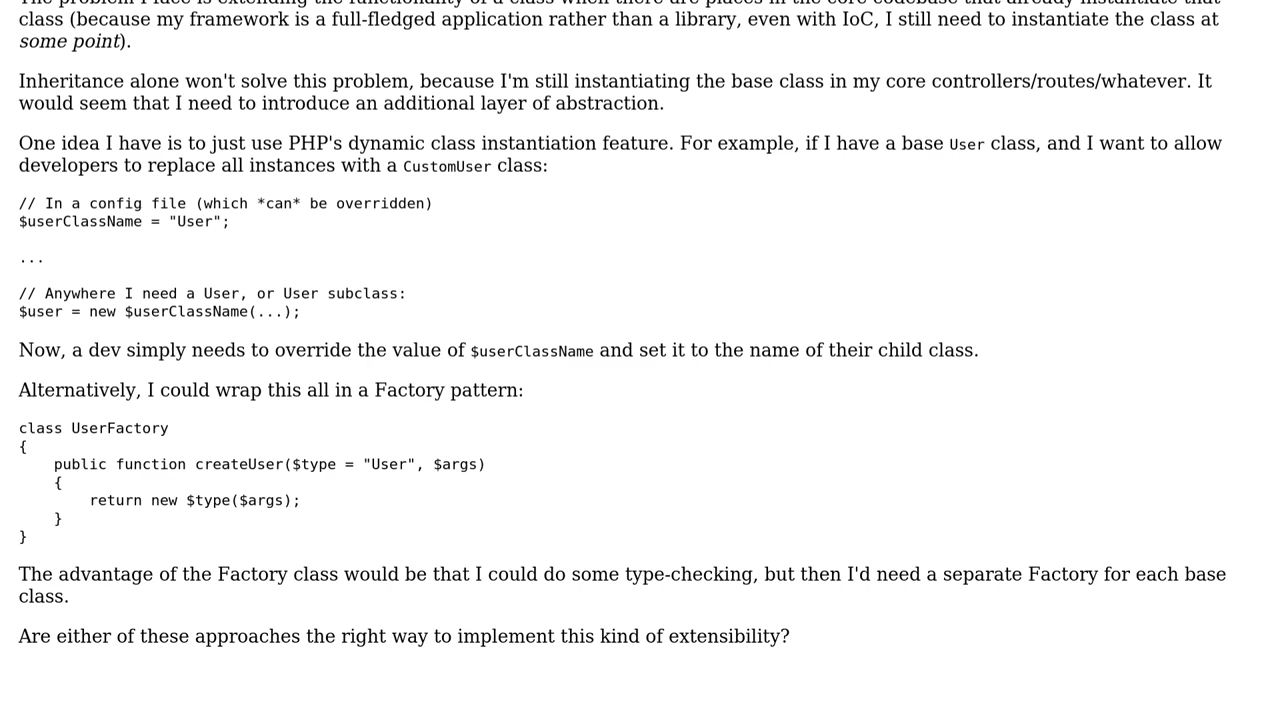 class (because my framework is a full-fledged application rather than a library, even with IoC, I still need to instantiate the class at
some point).
Inheritance alone won't solve this problem, because I'm still instantiating the base class in my core controllers/routes/whatever. It
would seem that I need to introduce an additional layer of abstraction.
One idea I have is to just use PHP's dynamic class instantiation feature. For example, if I have a base User class, and I want to allow
developers to replace all instances with a CustomUser class:
// In a config file (which *can* be overridden)
$userClassName = "User";
...
// Anywhere I need a User, or User subclass:
$user = new $userClassName(...);
Now, a dev simply needs to override the value of $userClassName and set it to the name of their child class.
Alternatively, I could wrap this all in a Factory pattern:
class UserFactory
{
    public function createUser($type = "User", $args)
    {
        return new $type($args);
    }
}
The advantage of the Factory class would be that I could do some type-checking, but then I'd need a separate Factory for each base
class.
Are either of these approaches the right way to implement this kind of extensibility?